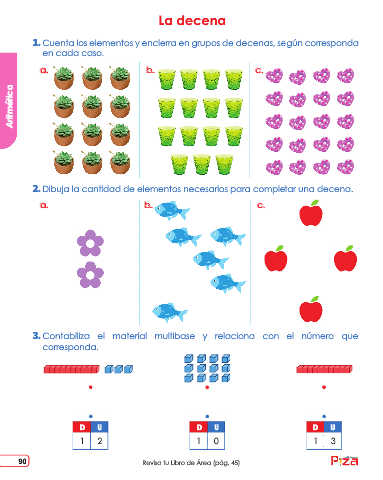 La decena
1. Cuenta los elementos y encierra en grupos de decenas, según corresponda
en cada caso.
a.
b.
c.
Aritmética
2. Dibuja la cantidad de elementos necesarios para completar una decena.
a.
b.
c.
3. Contabiliza el material multibase y relaciona con el número que
corresponda.
D U
1 2
D U
1 0
D U
1 3
90
Revisa tu Libro de Área (pág. 45)